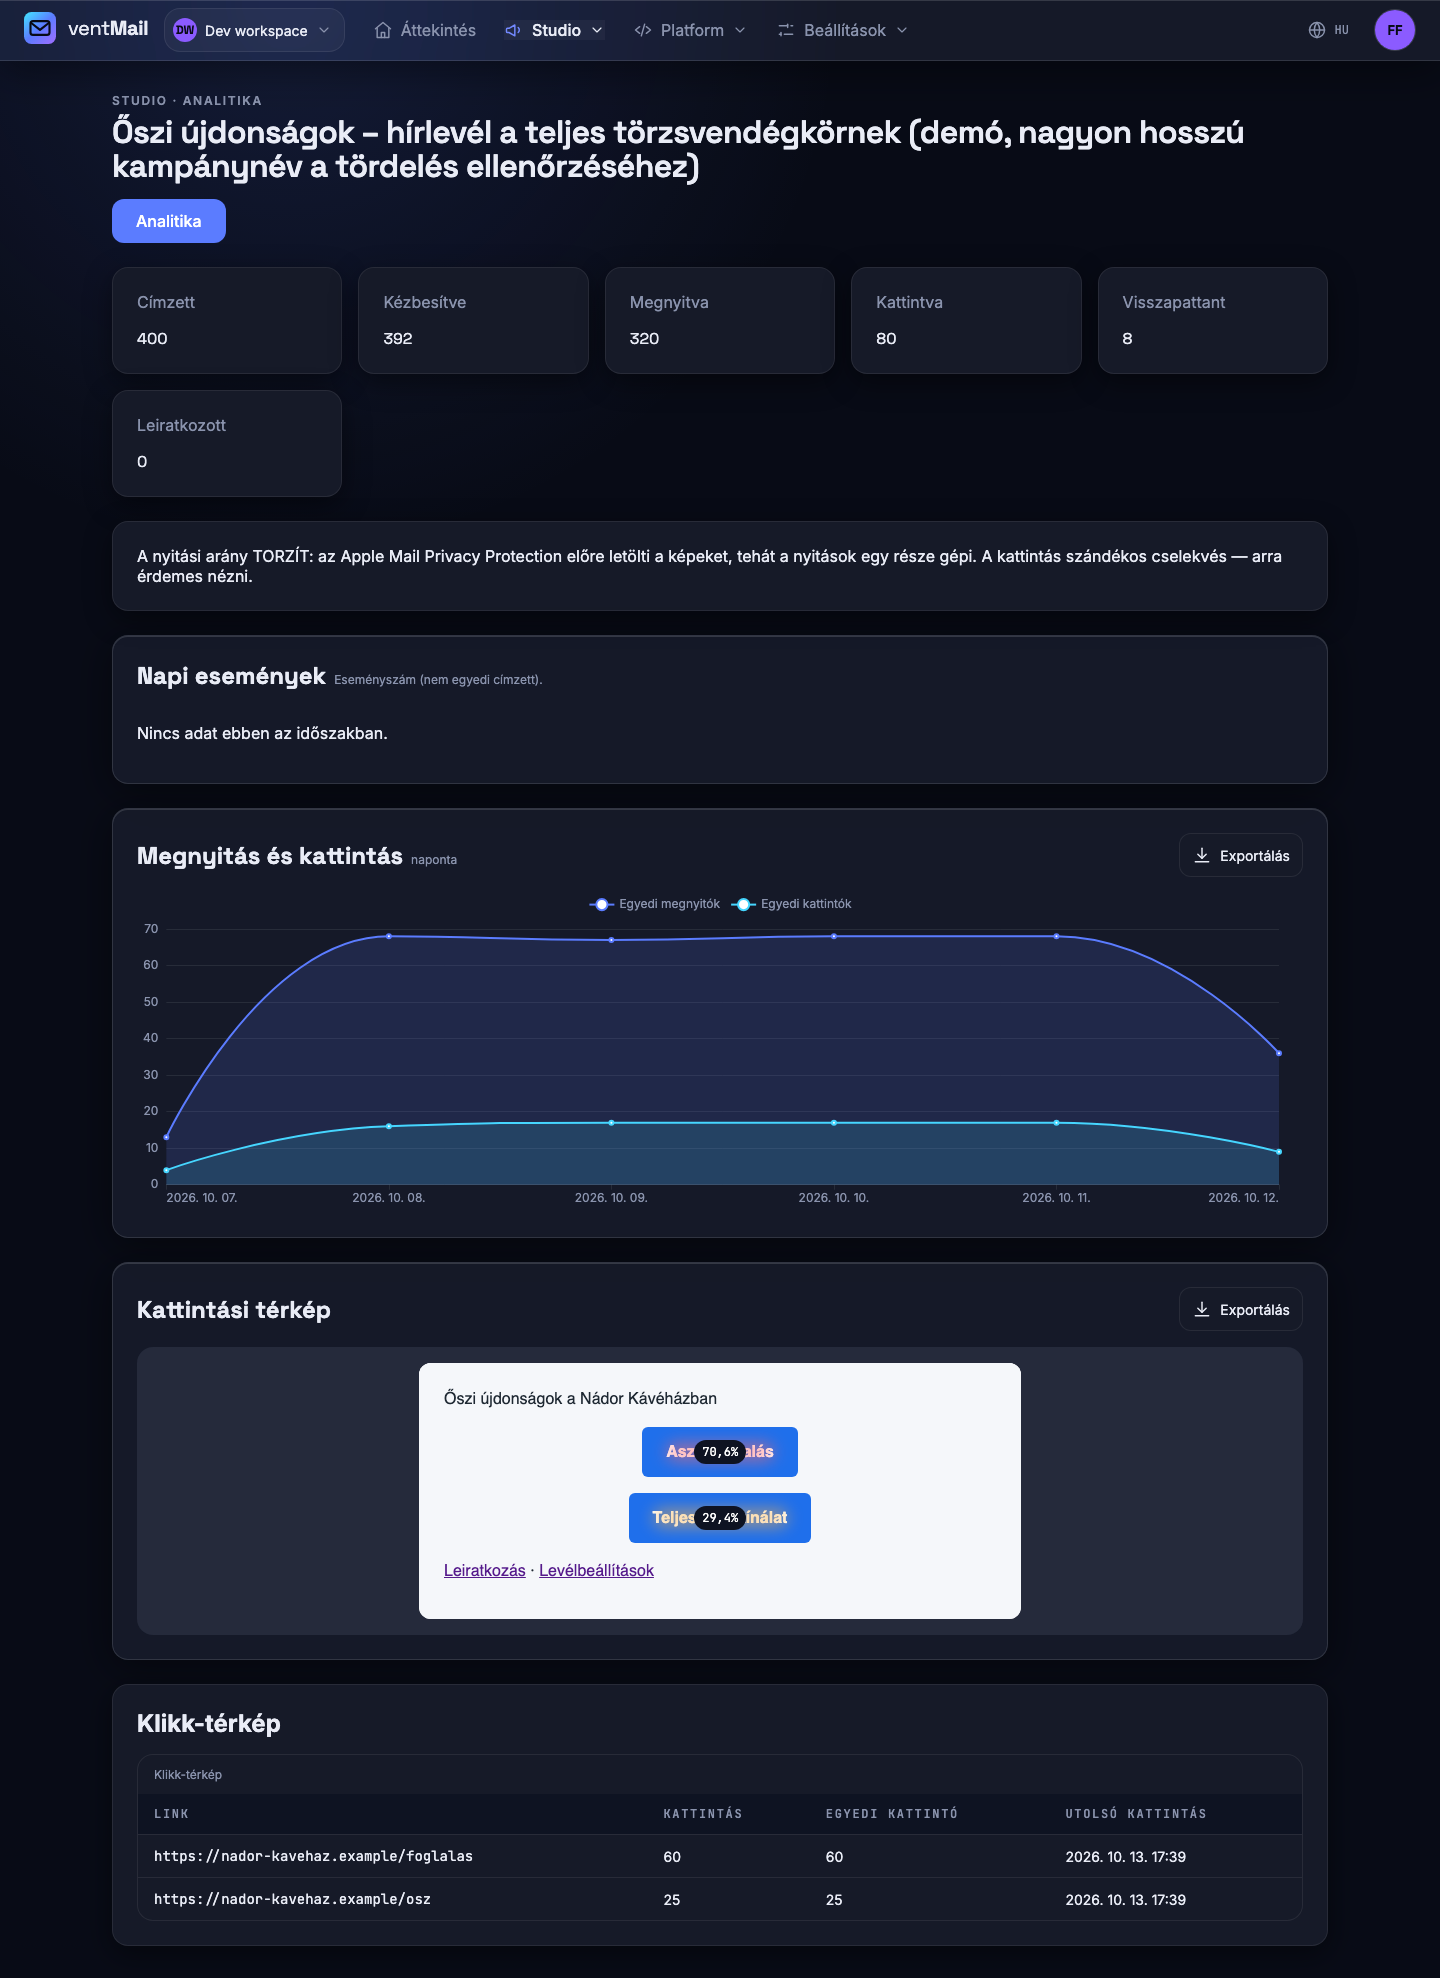 ventMail
DW Dev workspace
Áttekintés
Studio
Platform
Beállítások
HU
FF
STUDIO · ANALITIKA
Őszi újdonságok – hírlevél a teljes törzsvendégkörnek (demó, nagyon hosszú
kampánynév a tördelés ellenőrzéséhez)
Analitika
Címzett
400
Kézbesítve
392
Megnyitva
320
Kattintva
80
Visszapattant
8
Leiratkozott
0
A nyitási arány TORZÍT: az Apple Mail Privacy Protection előre letölti a képeket, tehát a nyitások egy része gépi. A kattintás szándékos cselekvés — arra
érdemes nézni.
Napi események Eseményszám (nem egyedi címzett).
Nincs adat ebben az időszakban.
Megnyitás és kattintás naponta
Exportálás
Egyedi megnyitók Egyedi kattintók
70
60
50
40
30
20
10
0
2026. 10. 07. 2026. 10. 08. 2026. 10. 09. 2026. 10. 10. 2026. 10. 11. 2026. 10. 12.
Kattintási térkép
Exportálás
Őszi újdonságok a Nádor Kávéházban
70,6%
29,4%
Leiratkozás · Levélbeállítások
Klikk-térkép
Klikk-térkép
LINK KATTINTÁS EGYEDI KATTINTÓ UTOLSÓ KATTINTÁS
https://nador-kavehaz.example/foglalas 60 60 2026. 10. 13. 17:39
https://nador-kavehaz.example/osz 25 25 2026. 10. 13. 17:39